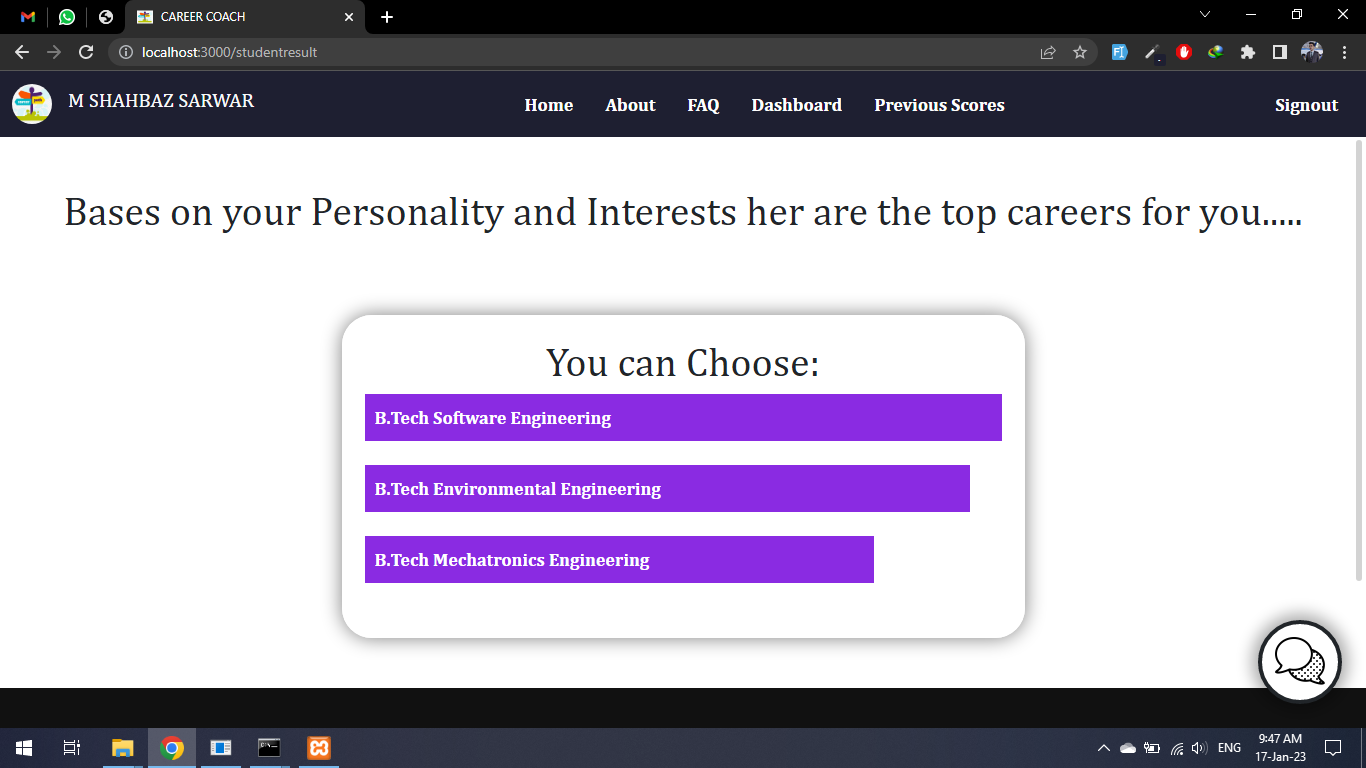 CAREER COACH
localhost:3000/studentresult
M SHAHBAZ SARWAR
Home About FAQ Dashboard Previous Scores Signout
Bases on your Personality and Interests her are the top careers for you.....
You can Choose:
B.Tech Software Engineering
B.Tech Environmental Engineering
B.Tech Mechatronics Engineering
ENG
9:47 AM
17-Jan-23